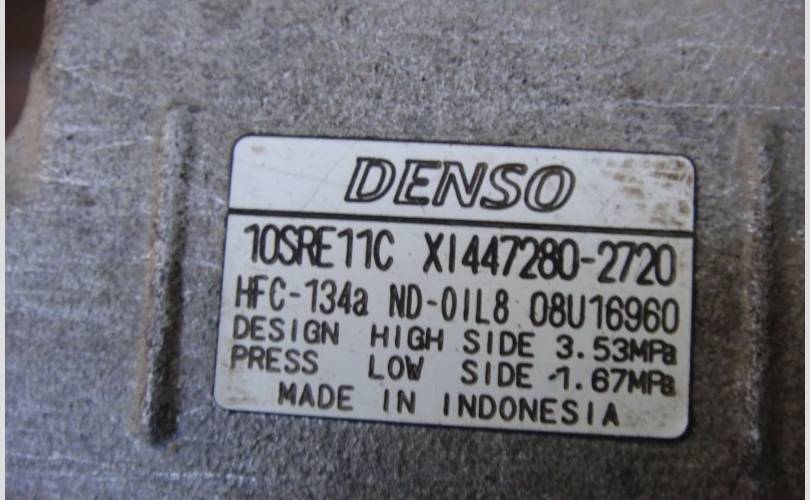 DENSO
10SRE11C XI447280-2720
HFC-134a ND-OIL8 08U16960
DESIGN HIGH SIDE 3.53MPa
PRESS LOW SIDE 1.67MPa
MADE IN INDONESIA